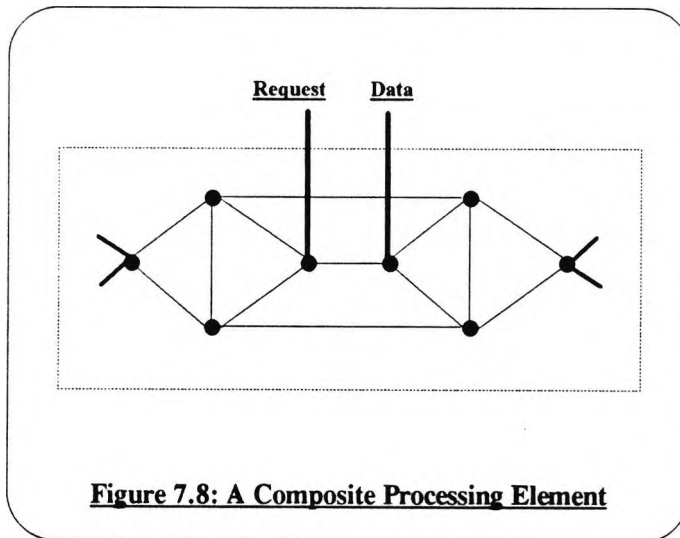 Request Data
Figure 7.8: A Composite Processing Element